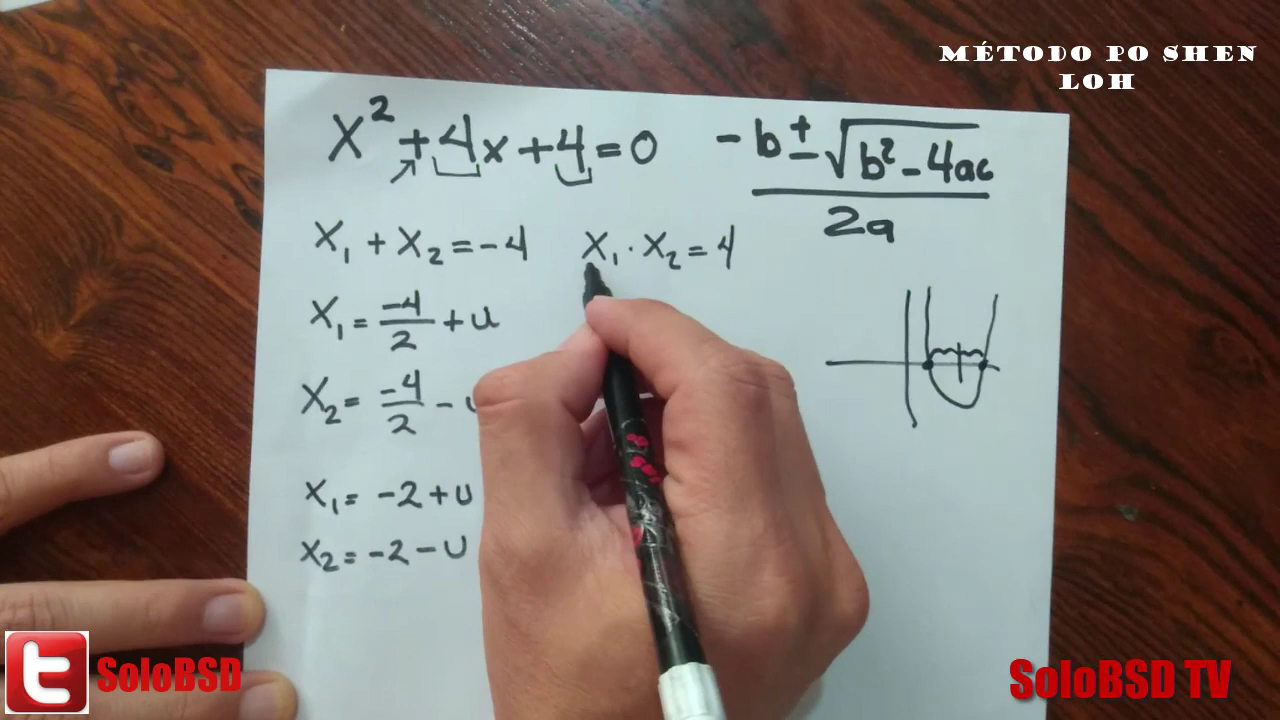 MÉTODO PO SHEN
LOH
X² + 4x + 4 = 0
-b ± √b² - 4ac
2a
X₁ + X₂ = -4
X₁ · X₂ = 4
X₁ = -4/2 + u
X₂ = -4/2 -
X₁ = -2 + u
X₂ = -2 - u
t SoloBSD
SoloBSD TV